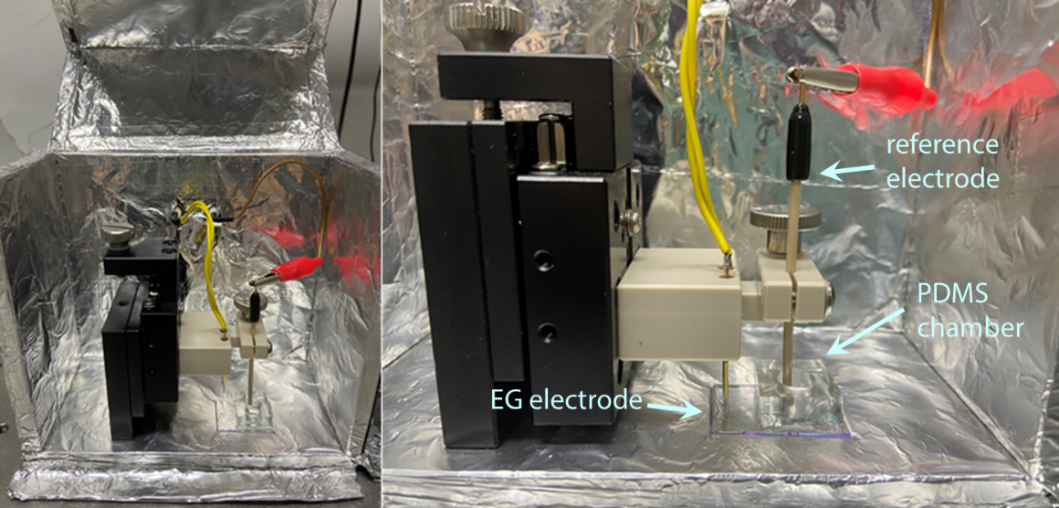 reference
electrode
PDMS
chamber
EG electrode